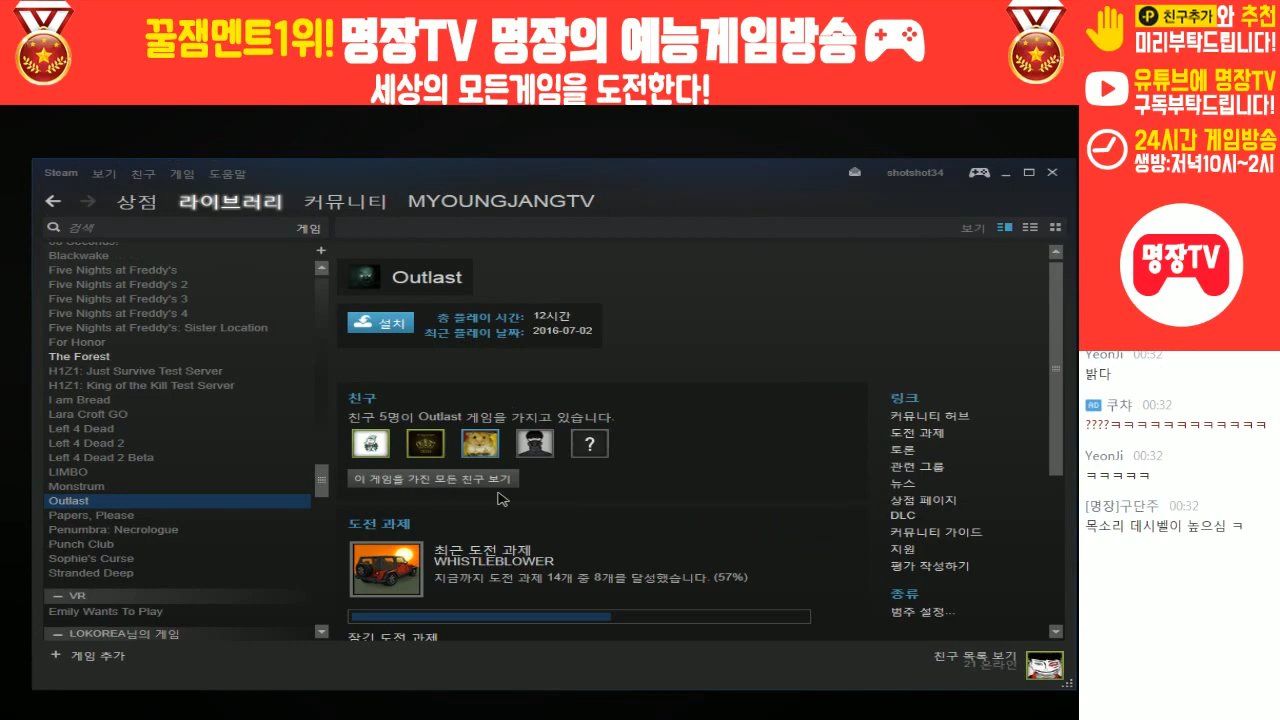 꿀잼멘트1위! 명장TV 명장의 예능게임방송
세상의 모든게임을 도전한다!
P 친구추가 와 추천
미리부탁드립니다!
유튜브에 명장TV
구독부탁드립니다!
24시간 게임방송
생방:저녁10시~2시
명장TV
Steam 보기 친구 게임 도움말
shotshot34
상점 라이브러리 커뮤니티 MYOUNGJANGTV
검색 게임
보기
Blackwake
Five Nights at Freddy's
Five Nights at Freddy's 2
Five Nights at Freddy's 3
Five Nights at Freddy's 4
Five Nights at Freddy's: Sister Location
For Honor
The Forest
H1Z1: Just Survive Test Server
H1Z1: King of the Kill Test Server
I am Bread
Lara Croft GO
Left 4 Dead
Left 4 Dead 2
Left 4 Dead 2 Beta
LIMBO
Monstrum
Outlast
Papers, Please
Penumbra: Necrologue
Punch Club
Sophie's Curse
Stranded Deep
— VR
Emily Wants To Play
— LOKOREA님의 게임
+ 게임 추가
Outlast
설치
총 플레이 시간: 12시간
최근 플레이 날짜: 2016-07-02
친구
친구 5명이 Outlast 게임을 가지고 있습니다.
?
이 게임을 가진 모든 친구 보기
도전 과제
최근 도전 과제
WHISTLEBLOWER
지금까지 도전 과제 14개 중 8개를 달성했습니다. (57%)
잠긴 도전 과제
링크
커뮤니티 허브
도전 과제
토론
관련 그룹
뉴스
상점 페이지
DLC
커뮤니티 가이드
지원
평가 작성하기
종류
범주 설정...
친구 목록 보기
21 온라인
YeonJi 00:32
밝다
AD 쿠챠 00:32
????ㅋㅋㅋㅋㅋㅋㅋㅋㅋㅋㅋㅋ
YeonJi 00:32
ㅋㅋㅋㅋㅋ
[명장]구단주 00:32
목소리 데시벨이 높으심 ㅋ